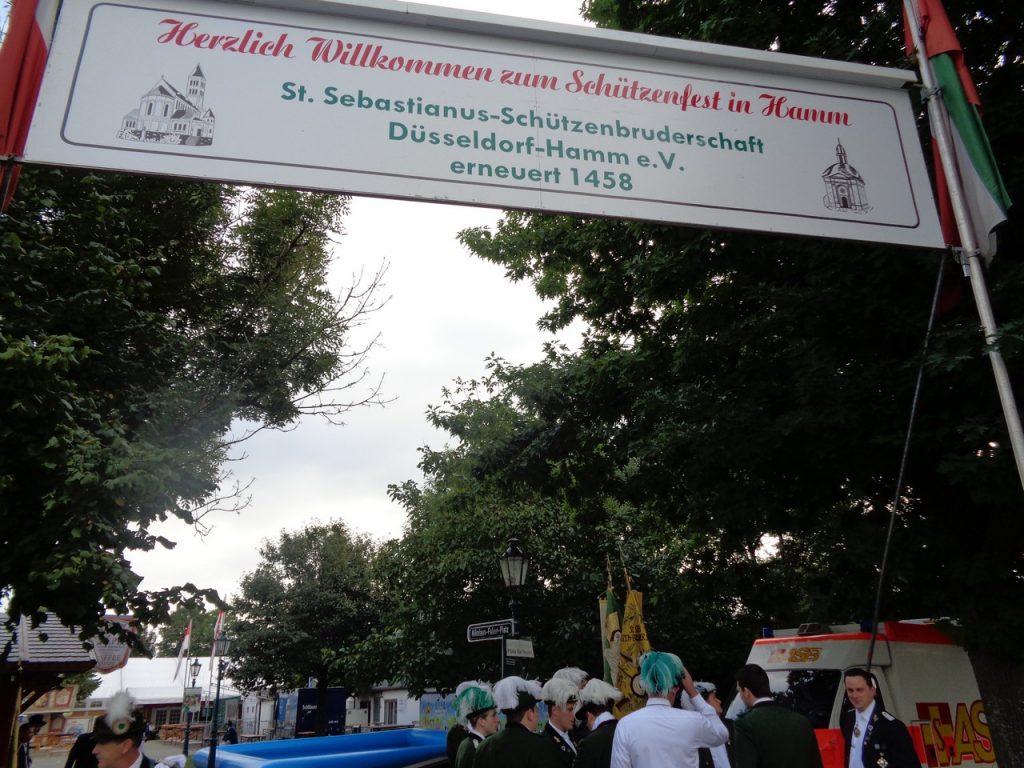 Herzlich Willkommen zum Schützenfest in Hamm
St. Sebastianus-Schützenbruderschaft
Düsseldorf-Hamm e.V.
erneuert 1458